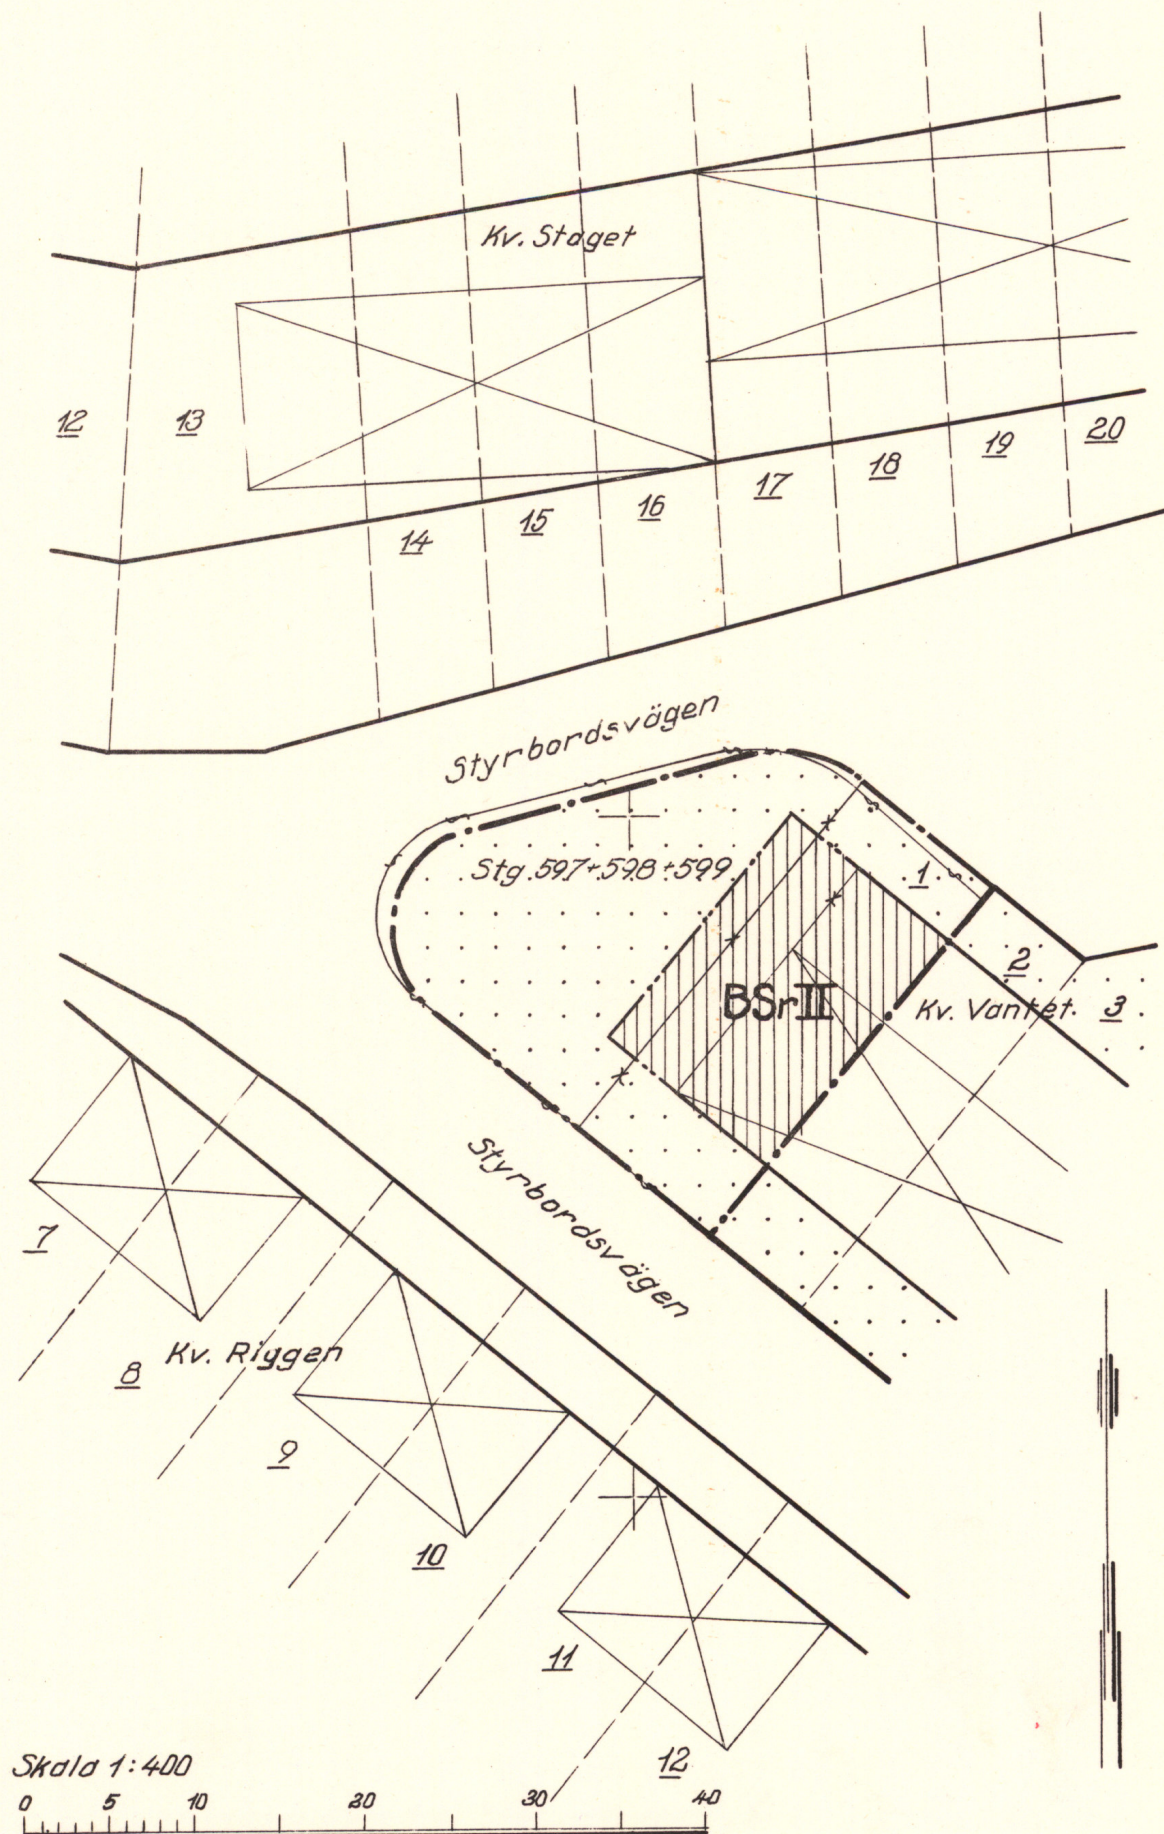 Kv. Staget
12
13
14
15
16
17
18
19
20
Styrbordsvägen
Stg. 597+598+599
1
2
3
BSrII
Kv. Vantet.
Styrbordsvägen
7
8
Kv. Riggen
9
10
11
12
Skala 1:400
0 5 10 20 30 40